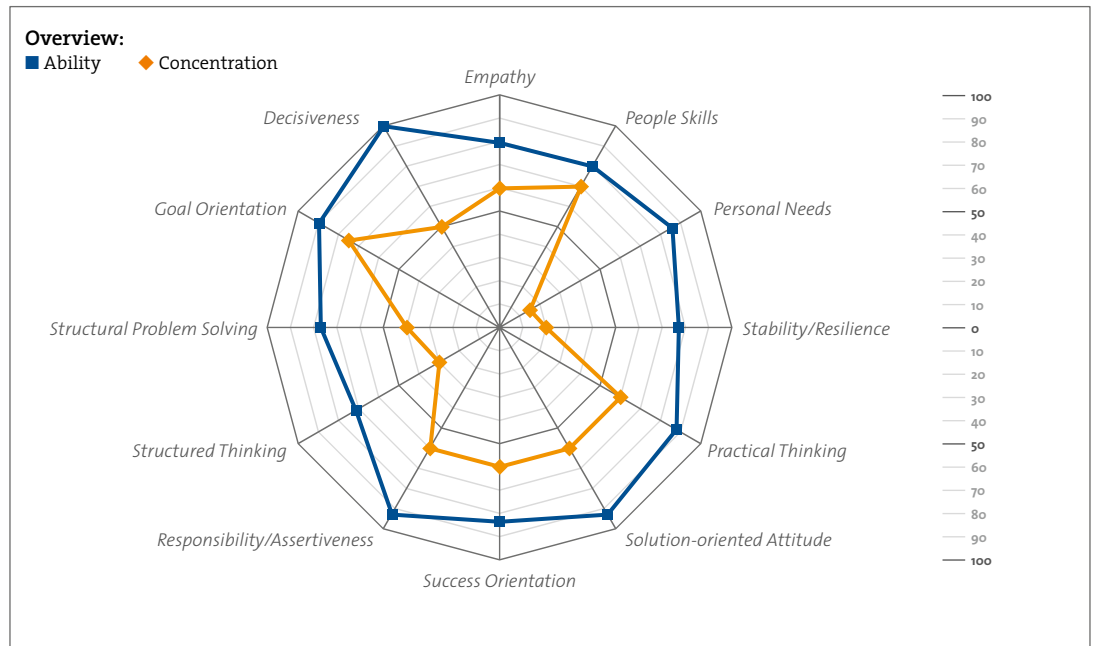 Overview:
Ability
Concentration
Empathy
Decisiveness
People Skills
Goal Orientation
Personal Needs
Structural Problem Solving
Stability/Resilience
Structured Thinking
Practical Thinking
Responsibility/Assertiveness
Solution-oriented Attitude
Success Orientation
100
90
80
70
60
50
40
30
20
10
0
10
20
30
40
50
60
70
80
90
100